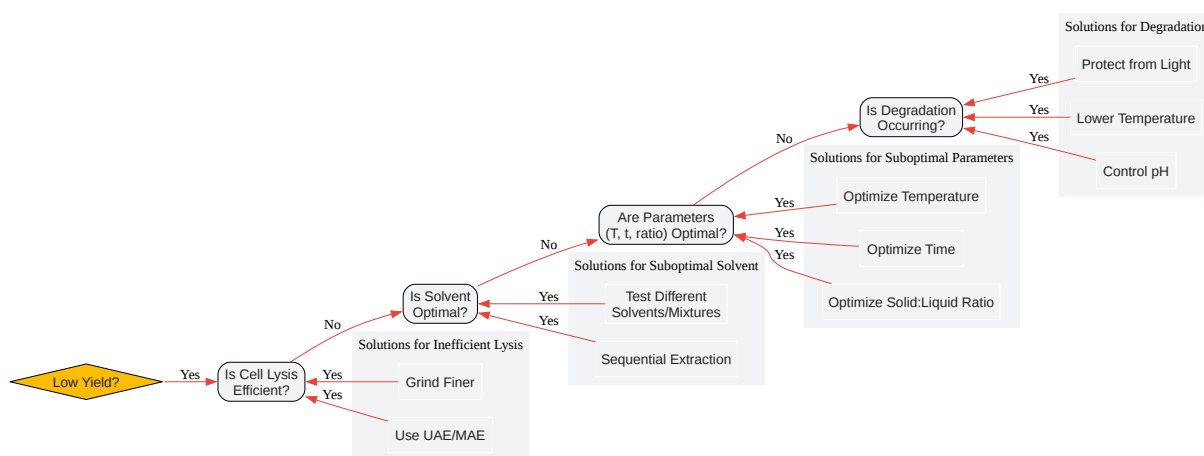 Solutions for Degradation
Protect from Light
Yes
Is Degradation
Occurring?
Yes
Lower Temperature
Yes
Control pH
No
Solutions for Suboptimal Parameters
Optimize Temperature
Yes
Are Parameters
(T, t, ratio) Optimal?
Yes
Optimize Time
Yes
Optimize Solid:Liquid Ratio
No
Solutions for Suboptimal Solvent
Is Solvent
Optimal?
Yes
Test Different
Solvents/Mixtures
Yes
Sequential Extraction
No
Solutions for Inefficient Lysis
Low Yield?
Yes
Is Cell Lysis
Efficient?
Yes
Grind Finer
Yes
Use UAE/MAE